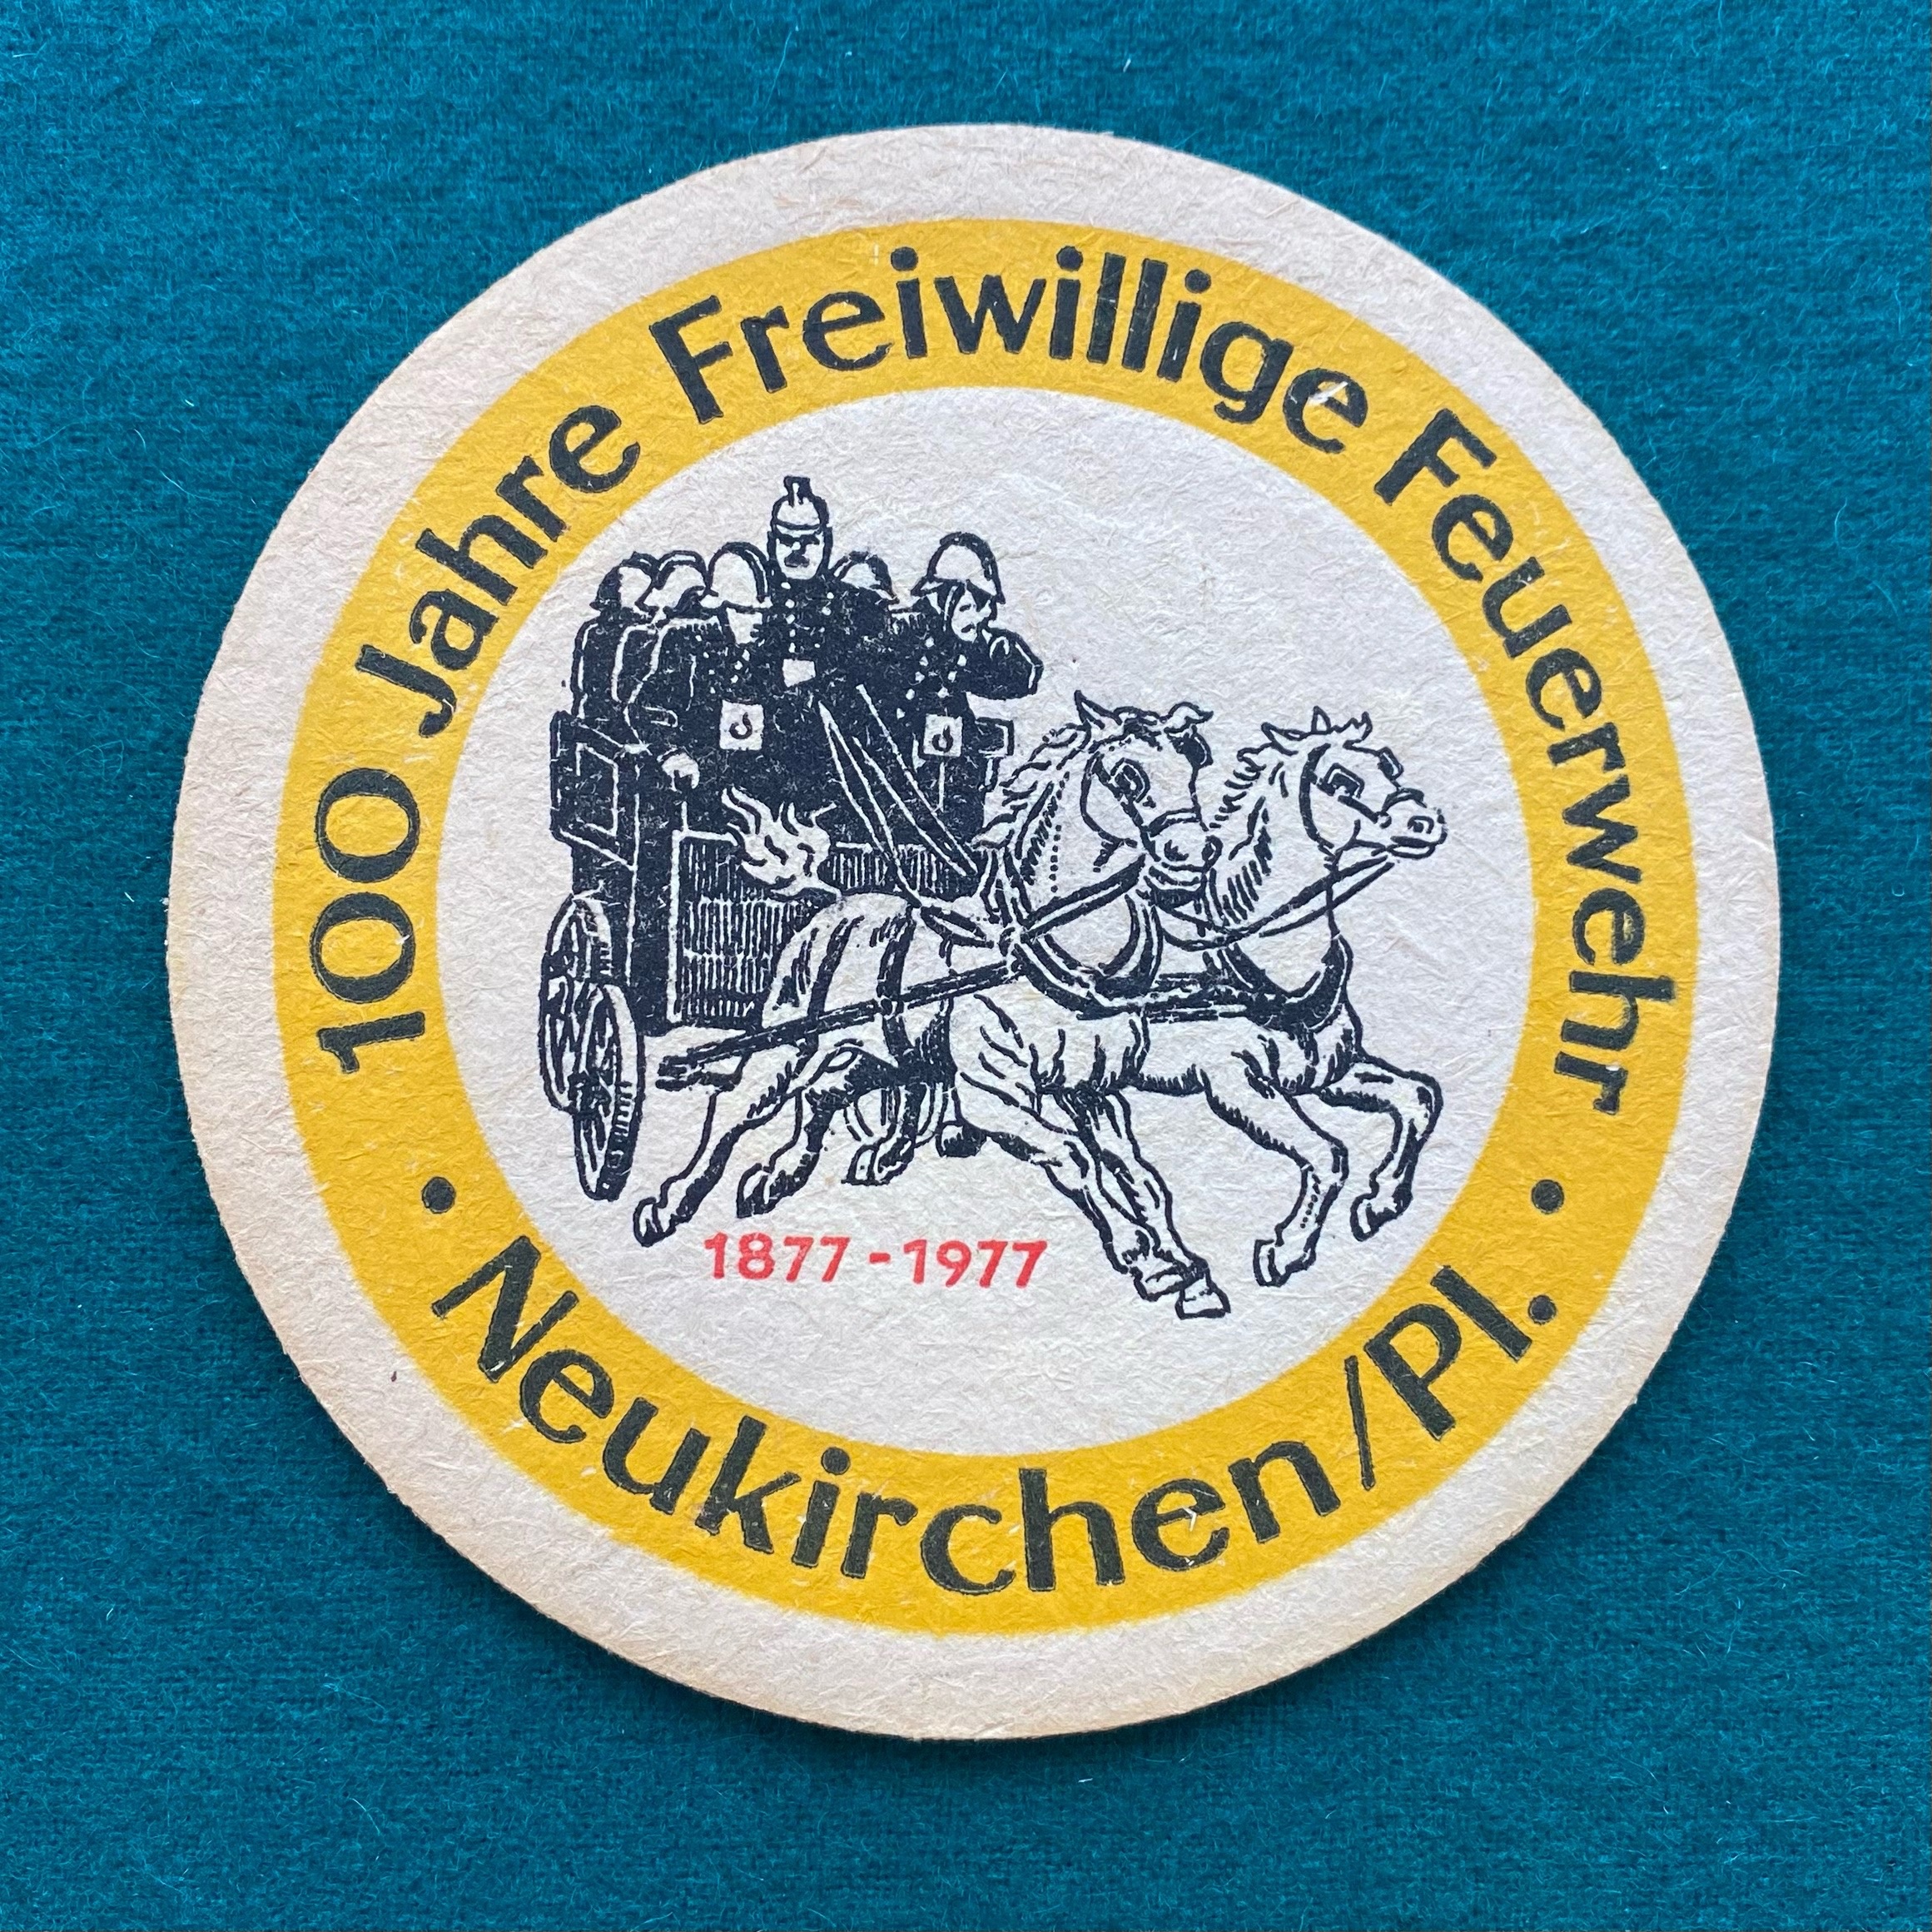 100 Jahre Freiwillige Feuerwehr
1877-1977
• Neukirchen/Pl. •